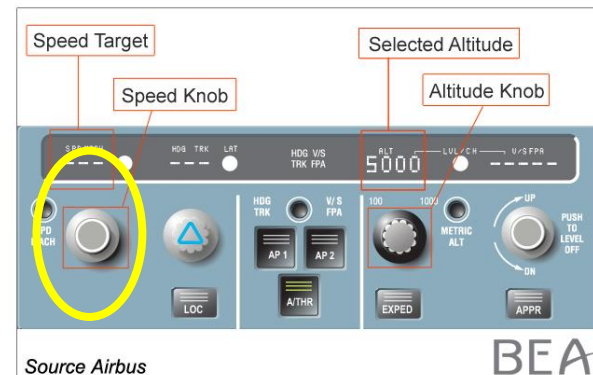 Speed Target
Selected Altitude
Speed Knob
Altitude Knob
HDG TRK
LAT
HDG V/S
TRK FPA
ALT
LVL/CH
V/SFPR
--- --- 5000 - - - -
HDG
TRK
V/ S
FPA
100
1000
UP
MACH
AP 1
AP 2
METRIC
ALT
PUSH
TO
LEVEL
OFF
DN
LOC
A/THR
EXPED
APPR
Source Airbus
BEA